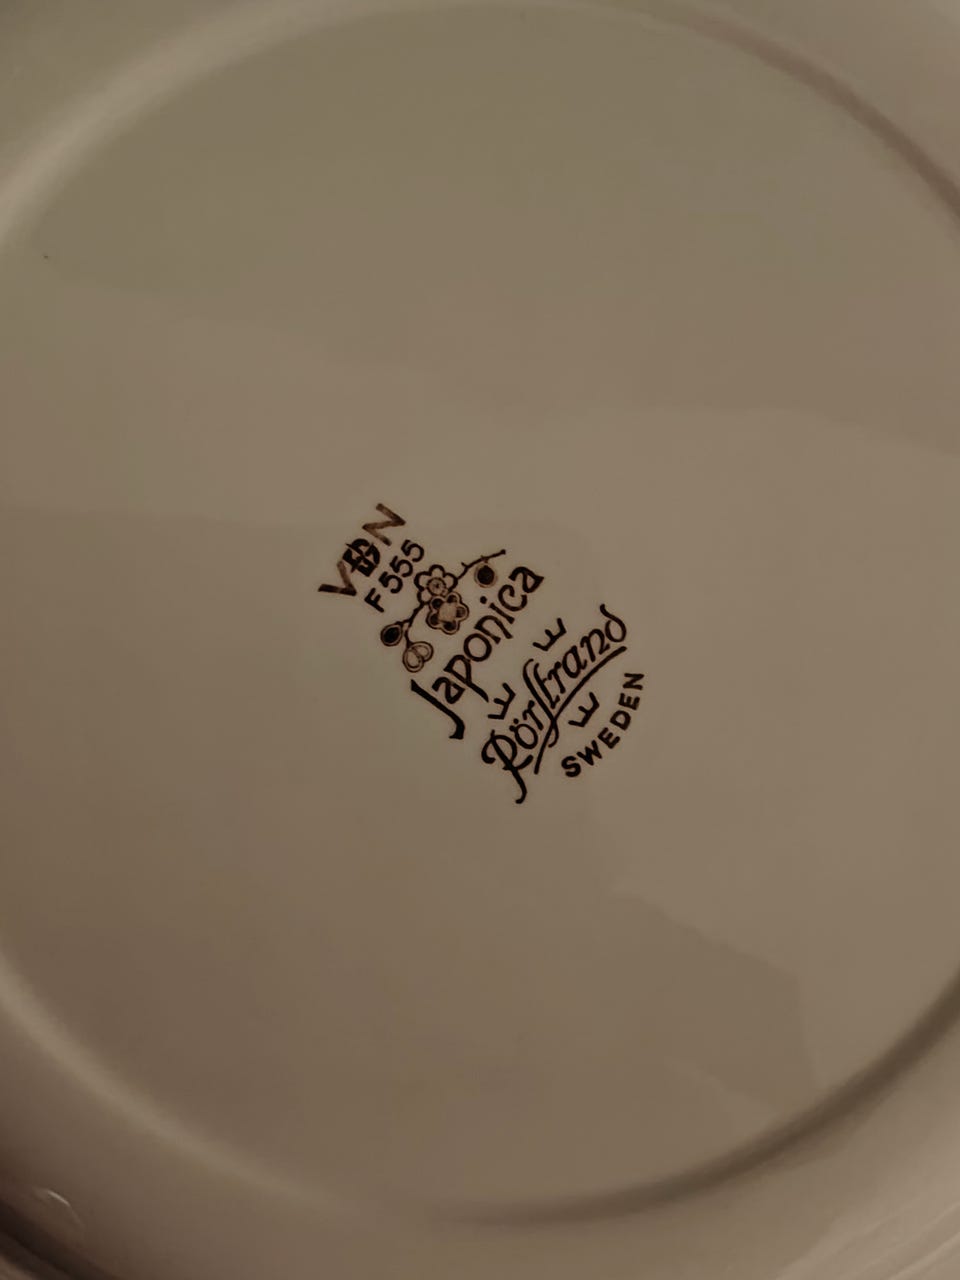 VDN
F555
Japonica
Rörstrand
SWEDEN